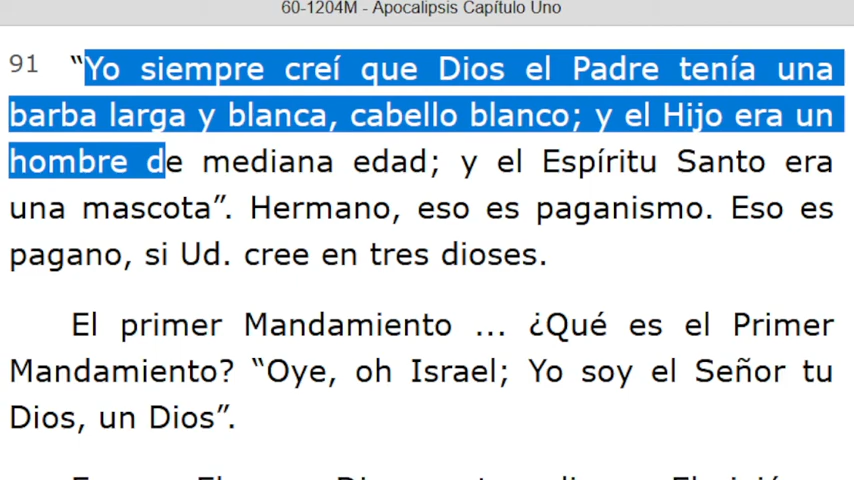 60-1204M - Apocalipsis Capítulo Uno
91 “Yo siempre creí que Dios el Padre tenía una
barba larga y blanca, cabello blanco; y el Hijo era un
hombre de mediana edad; y el Espíritu Santo era
una mascota”. Hermano, eso es paganismo. Eso es
pagano, si Ud. cree en tres dioses.
El primer Mandamiento ... ¿Qué es el Primer
Mandamiento? “Oye, oh Israel; Yo soy el Señor tu
Dios, un Dios”.